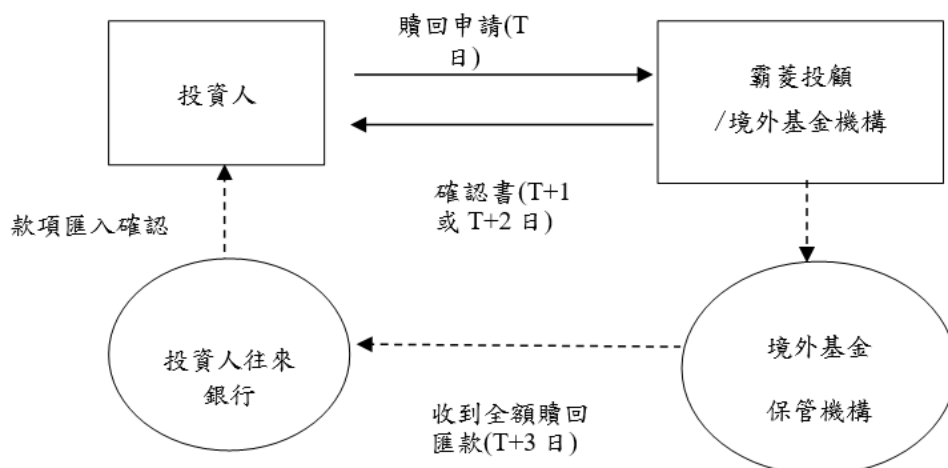 贖回申請(T
日)
投資人
霸菱投顧
/境外基金機構
確認書(T+1
或 T+2 日)
款項匯入確認
投資人往來
銀行
境外基金
保管機構
收到全額贖回
匯款(T+3 日)